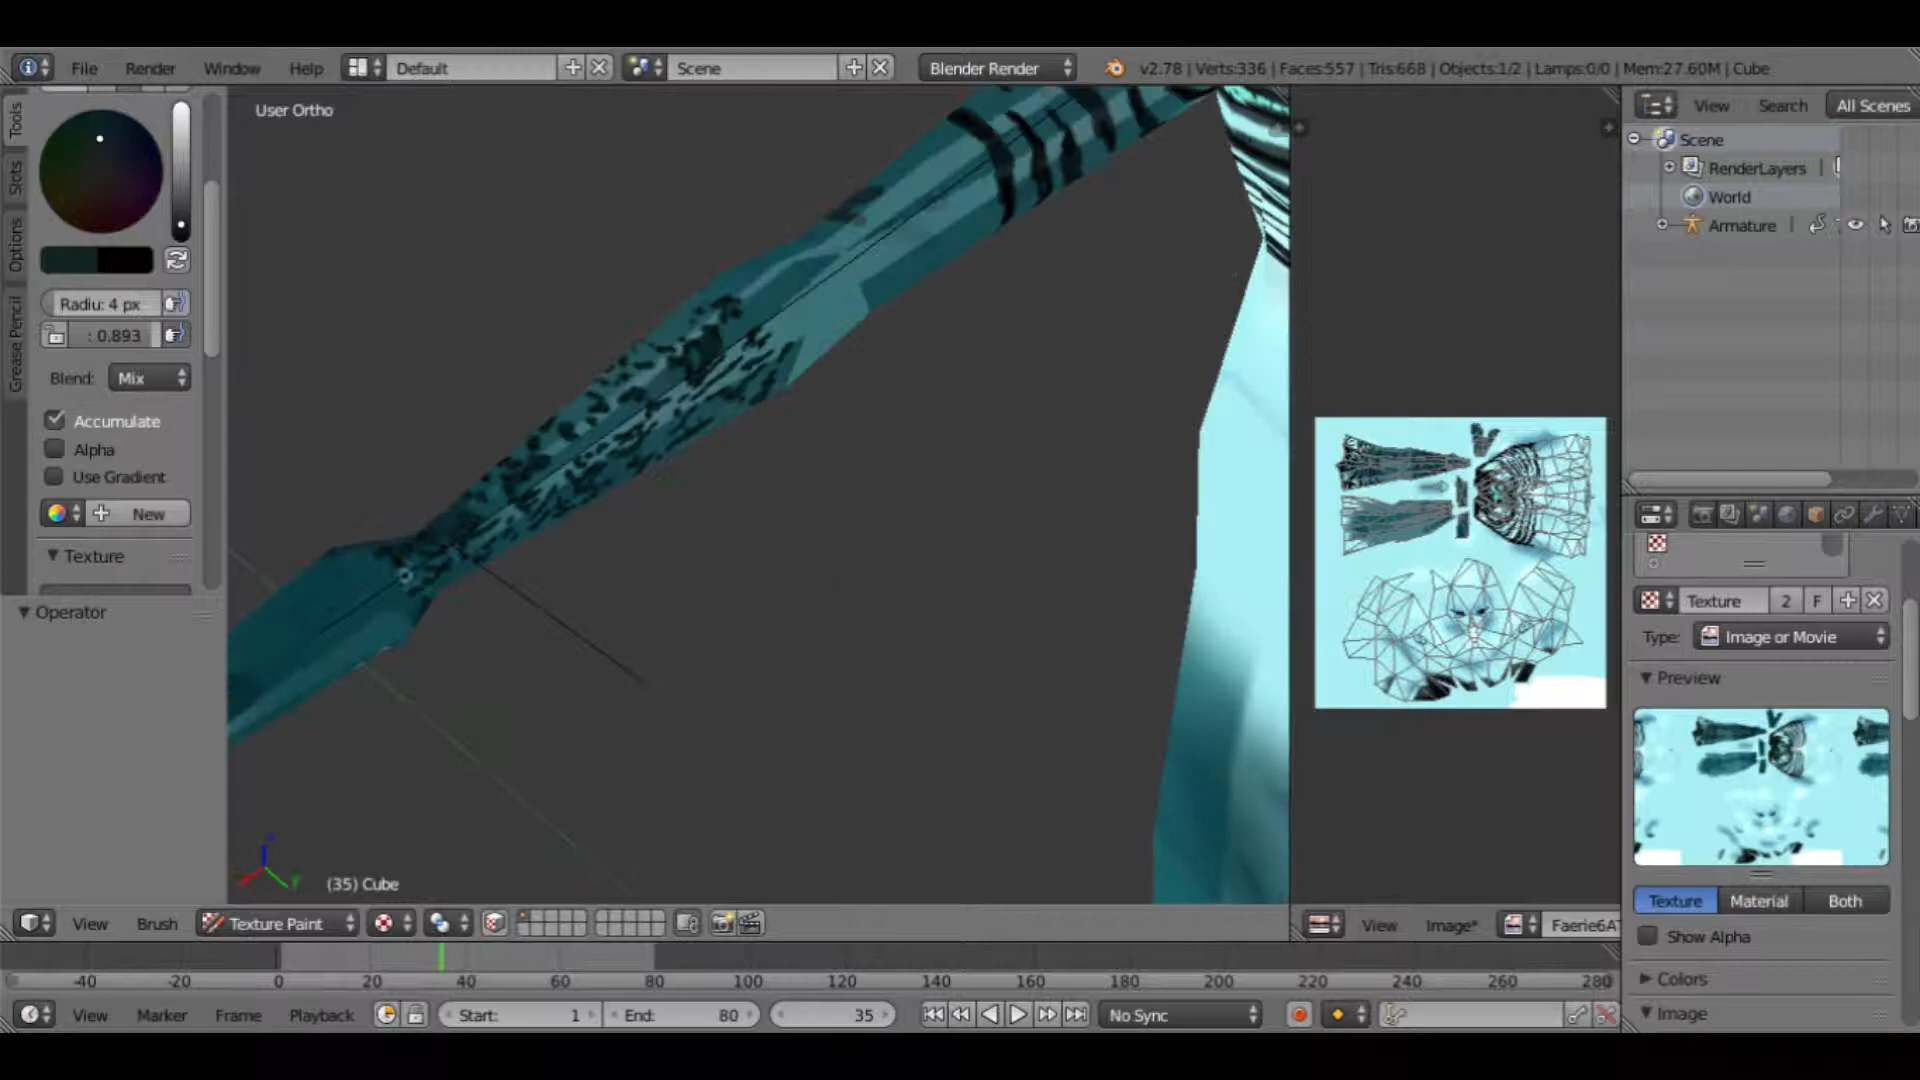 File Render Window Help Default Scene Blender Render v2.78 | Verts:336 | Faces:557 | Tris:668 | Objects:1/2 | Lamps:0/0 | Mem:27.60M | Cube
View Search All Scenes
Tools
Slots
Options
Grease Pencil
User Ortho
Scene
RenderLayers
World
Armature
Radiu: 4 px
: 0.893
Blend: Mix
Accumulate
Alpha
Use Gradient
New
Texture
Operator
Texture 2 F
Type: Image or Movie
Preview
Texture Material Both
Show Alpha
Colors
Image
(35) Cube
View Brush Texture Paint
View Image* Faerie6AT
-40 -20 0 20 40 60 80 100 120 140 160 180 200 220 240 260 280
View Marker Frame Playback Start: 1 End: 80 35 No Sync